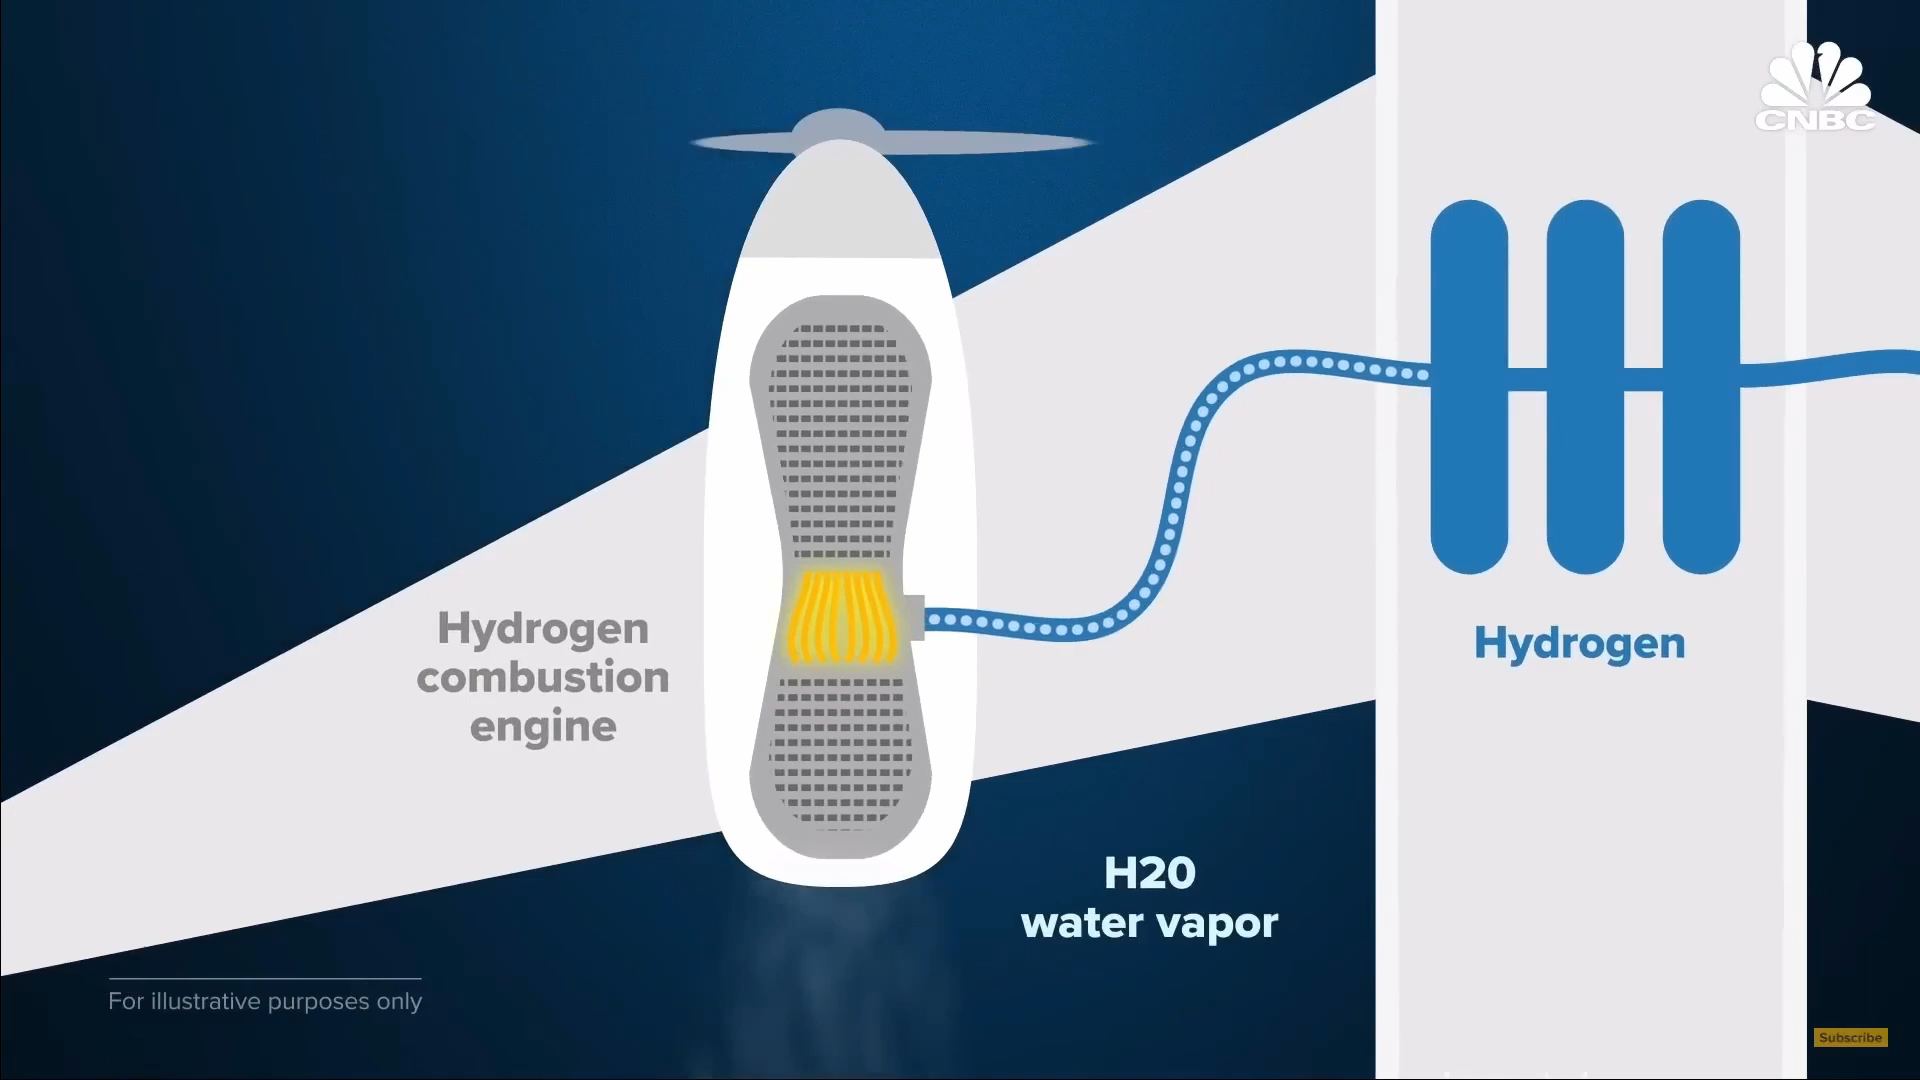 CNBC
Hydrogen
combustion
engine
Hydrogen
H20
water vapor
For illustrative purposes only
Subscribe